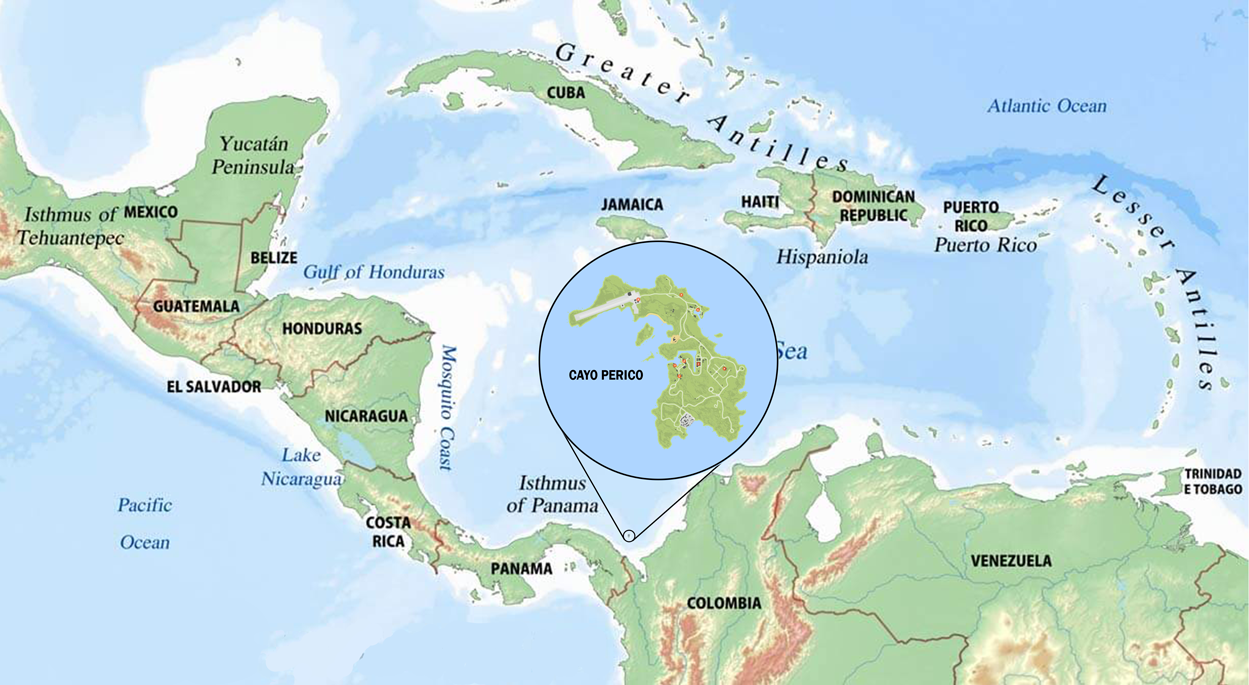 Greater Antilles
CUBA
Atlantic Ocean
Yucatán
Peninsula
Lesser Antilles
Isthmus of
Tehuantepec
MEXICO
JAMAICA
HAITI
DOMINICAN
REPUBLIC
PUERTO
RICO
Puerto Rico
Hispaniola
BELIZE
Gulf of Honduras
GUATEMALA
HONDURAS
Sea
Mosquito Coast
CAYO PERICO
EL SALVADOR
NICARAGUA
Lake
Nicaragua
Isthmus
of Panama
TRINIDAD
E TOBAGO
Pacific
Ocean
COSTA
RICA
PANAMA
VENEZUELA
COLOMBIA